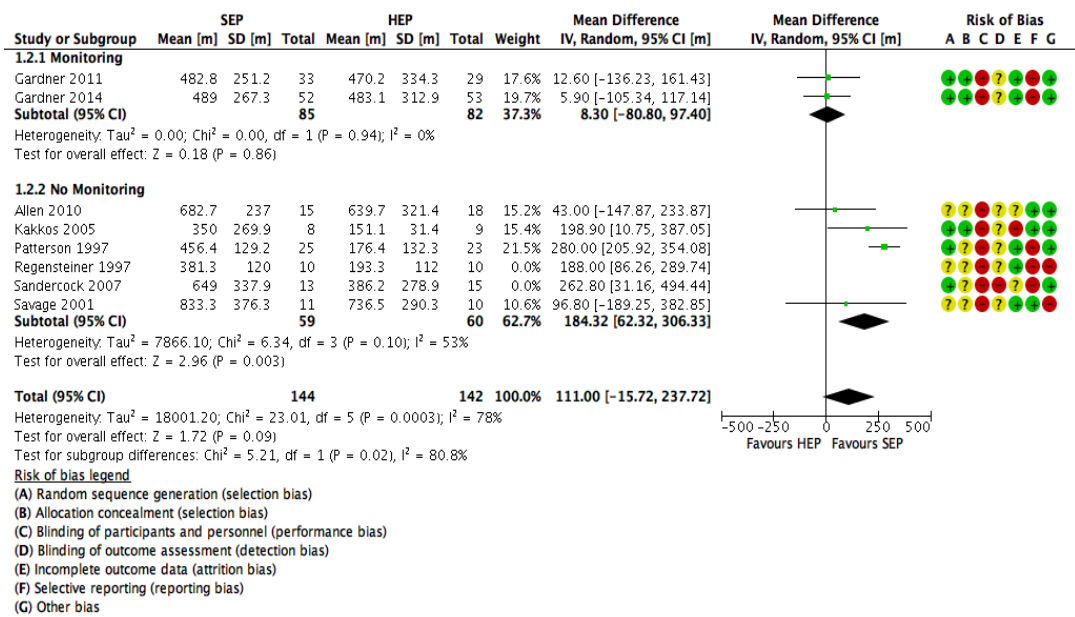 SEP HEP Mean Difference Mean Difference Risk of Bias
Study or Subgroup Mean [m] SD [m] Total Mean [m] SD [m] Total Weight IV, Random, 95% CI [m] IV, Random, 95% CI [m] A B C D E F G
1.2.1 Monitoring
Gardner 2011 482.8 251.2 33 470.2 334.3 29 17.6% 12.60 [-136.23, 161.43] + + - ? + - +
Gardner 2014 489 267.3 52 483.1 312.9 53 19.7% 5.90 [-105.34, 117.14] + + - ? + - +
Subtotal (95% CI) 85 82 37.3% 8.30 [-80.80, 97.40]
Heterogeneity: Tau² = 0.00; Chi² = 0.00, df = 1 (P = 0.94); I² = 0%
Test for overall effect: Z = 0.18 (P = 0.86)
1.2.2 No Monitoring
Allen 2010 682.7 237 15 639.7 321.4 18 15.2% 43.00 [-147.87, 233.87] ? ? - ? ? + +
Kakkos 2005 350 269.9 8 151.1 31.4 9 15.4% 198.90 [10.75, 387.05] + + - ? - + +
Patterson 1997 456.4 129.2 25 176.4 132.3 23 21.5% 280.00 [205.92, 354.08] + ? - ? + - +
Regensteiner 1997 381.3 120 10 193.3 112 10 0.0% 188.00 [86.26, 289.74] ? ? - ? + - -
Sandercock 2007 649 337.9 13 386.2 278.9 15 0.0% 262.80 [31.16, 494.44] + ? - - ? + -
Savage 2001 833.3 376.3 11 736.5 290.3 10 10.6% 96.80 [-189.25, 382.85] ? ? - ? + + -
Subtotal (95% CI) 59 60 62.7% 184.32 [62.32, 306.33]
Heterogeneity: Tau² = 7866.10; Chi² = 6.34, df = 3 (P = 0.10); I² = 53%
Test for overall effect: Z = 2.96 (P = 0.003)
Total (95% CI) 144 142 100.0% 111.00 [-15.72, 237.72]
Heterogeneity: Tau² = 18001.20; Chi² = 23.01, df = 5 (P = 0.0003); I² = 78%
-500 -250 0 250 500
Test for overall effect: Z = 1.72 (P = 0.09)
Favours HEP Favours SEP
Test for subgroup differences: Chi² = 5.21, df = 1 (P = 0.02), I² = 80.8%
Risk of bias legend
(A) Random sequence generation (selection bias)
(B) Allocation concealment (selection bias)
(C) Blinding of participants and personnel (performance bias)
(D) Blinding of outcome assessment (detection bias)
(E) Incomplete outcome data (attrition bias)
(F) Selective reporting (reporting bias)
(G) Other bias